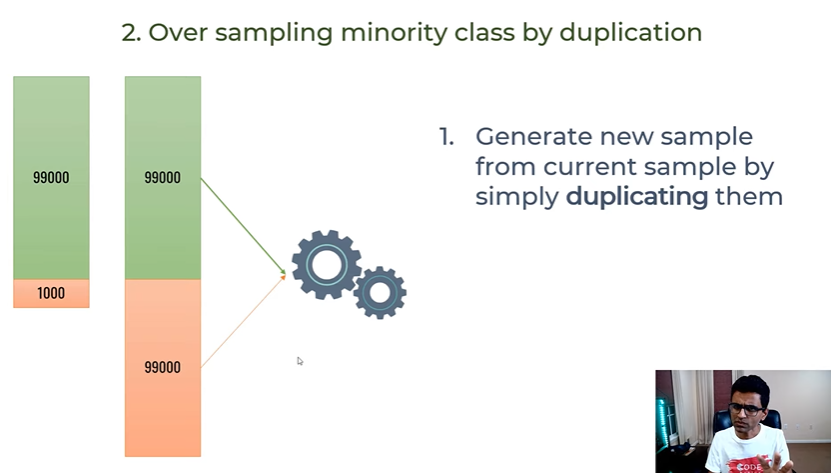 2. Over sampling minority class by duplication
99000
1000
99000
99000
1. Generate new sample
from current sample by
simply duplicating them
CODE